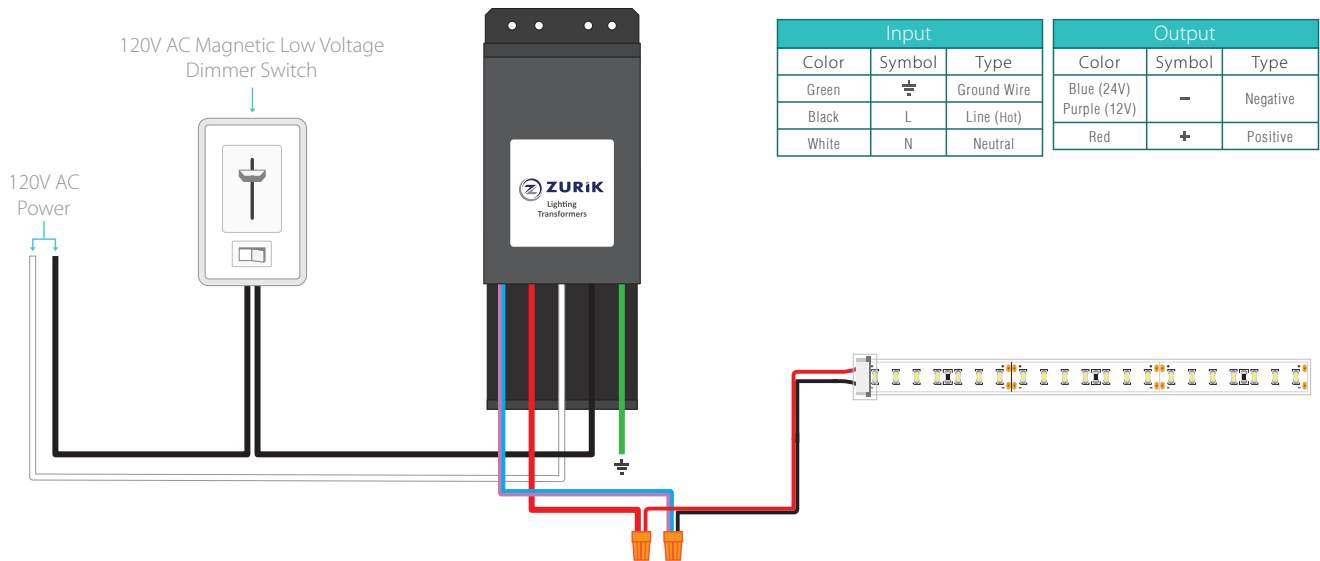 120V AC Magnetic Low Voltage
Dimmer Switch
120V AC
Power
ZURIK
Lighting
Transformers
Input
Color Symbol Type
Green Ground Wire
Black L Line (Hot)
White N Neutral
Output
Color Symbol Type
Blue (24V)
Purple (12V) - Negative
Red + Positive